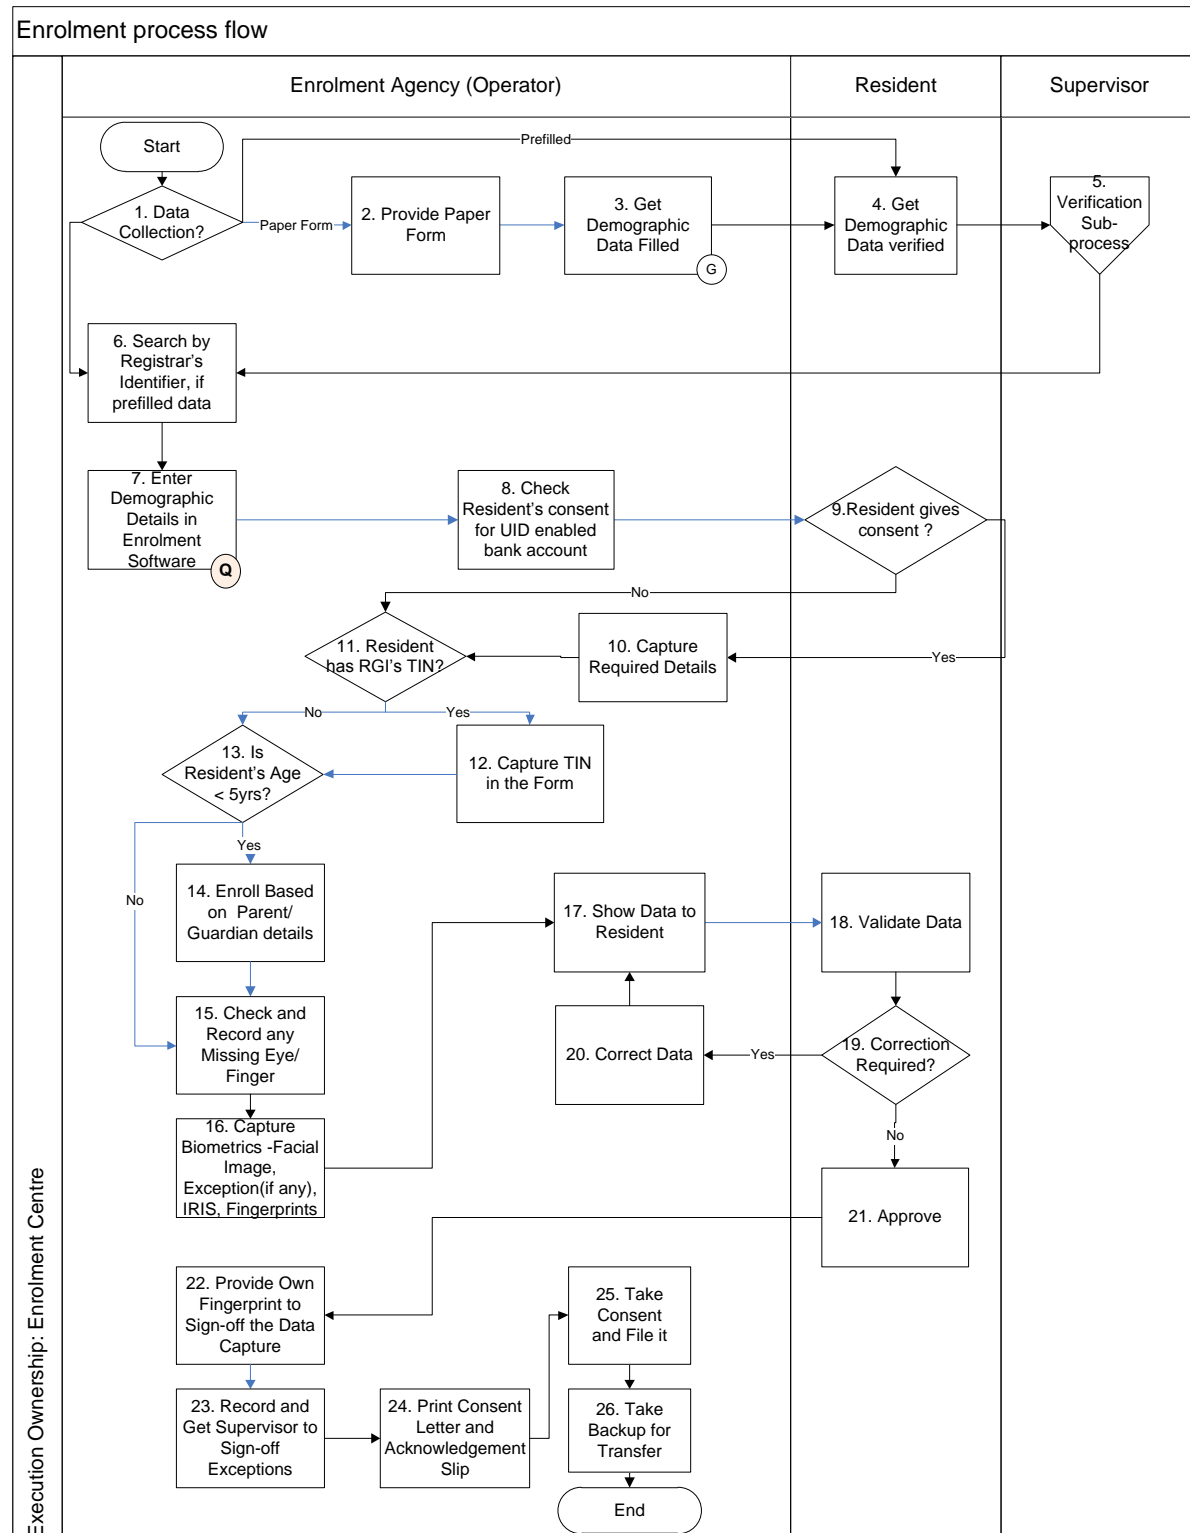 Enrolment process flow
Enrolment Agency (Operator)
Resident
Supervisor
Start
Prefilled
1. Data
Collection?
Paper Form
2. Provide Paper
Form
3. Get
Demographic
Data Filled
G
4. Get
Demographic
Data verified
5.
Verification
Sub-
process
6. Search by
Registrar's
Identifier, if
prefilled data
7. Enter
Demographic
Details in
Enrolment
Software
Q
8. Check
Resident's consent
for UID enabled
bank account
9.Resident gives
consent ?
No
Yes
10. Capture
Required Details
11. Resident
has RGI's TIN?
No
Yes
12. Capture TIN
in the Form
13. Is
Resident's Age
< 5yrs?
Yes
No
14. Enroll Based
on Parent/
Guardian details
15. Check and
Record any
Missing Eye/
Finger
16. Capture
Biometrics -Facial
Image,
Exception(if any),
IRIS, Fingerprints
17. Show Data to
Resident
18. Validate Data
19. Correction
Required?
Yes
20. Correct Data
No
21. Approve
22. Provide Own
Fingerprint to
Sign-off the Data
Capture
23. Record and
Get Supervisor to
Sign-off
Exceptions
24. Print Consent
Letter and
Acknowledgement
Slip
25. Take
Consent
and File it
26. Take
Backup for
Transfer
End
Execution Ownership: Enrolment Centre